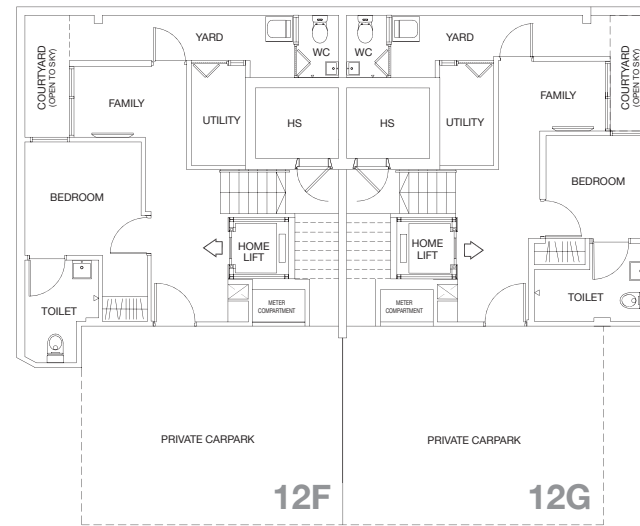 YARD
WC
WC
YARD
COURTYARD
(OPEN TO SKY)
FAMILY
UTILITY
HS
HS
UTILITY
FAMILY
COURTYARD
(OPEN TO SKY)
BEDROOM
BEDROOM
HOME
LIFT
HOME
LIFT
TOILET
METER
COMPARTMENT
METER
COMPARTMENT
TOILET
PRIVATE CARPARK
PRIVATE CARPARK
12F
12G